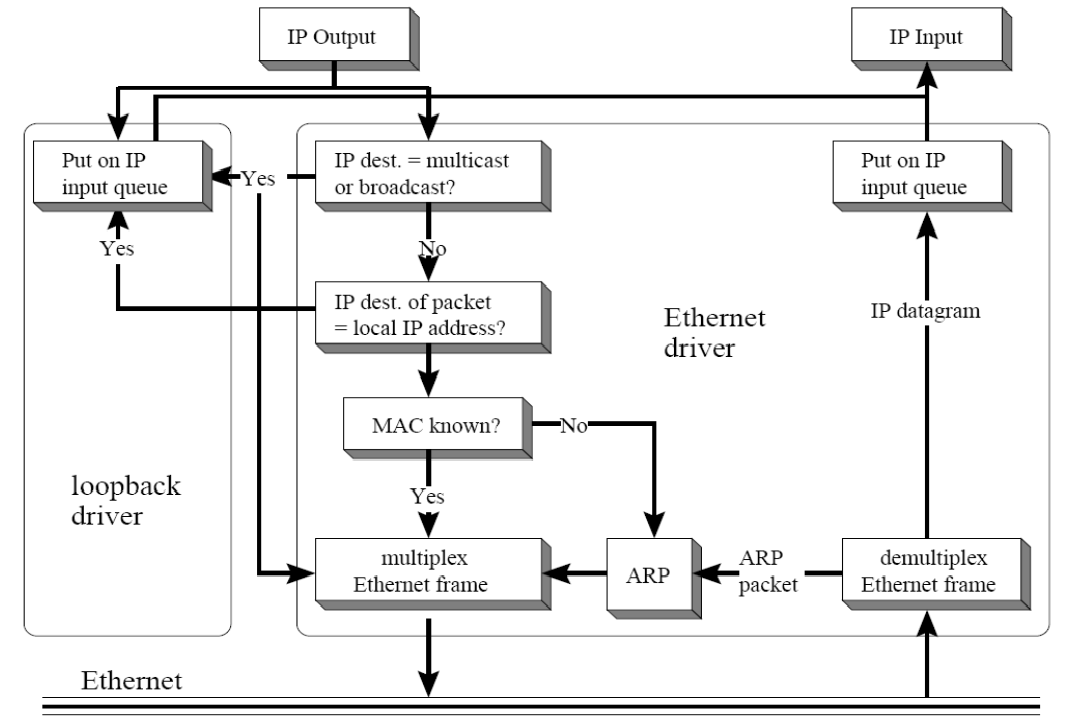 IP Output
IP Input
Put on IP
input queue
Yes
IP dest. = multicast
or broadcast?
Put on IP
input queue
Yes
No
IP dest. of packet
= local IP address?
Ethernet
driver
IP datagram
MAC known?
No
loopback
driver
Yes
multiplex
Ethernet frame
ARP
ARP
packet
demultiplex
Ethernet frame
Ethernet